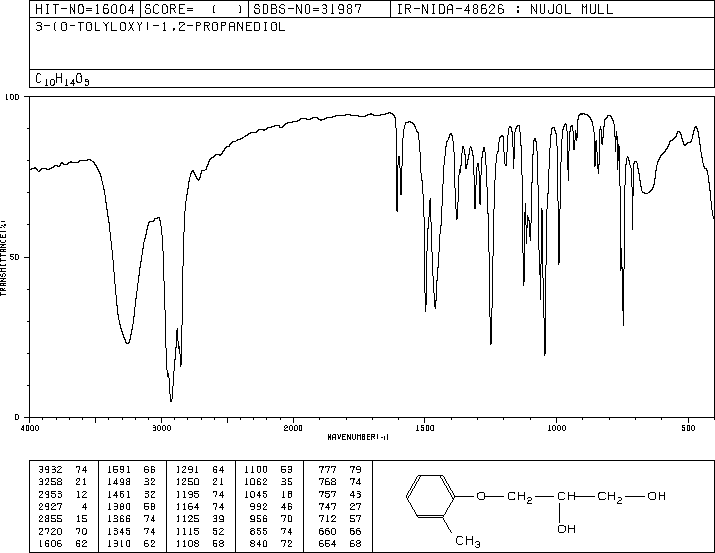 HIT-NO=16004 SCORE= ( ) SDBS-NO=31987 IR-NIDA-48626 : NUJOL MULL
3-(O-TOLYLOXY)-1,2-PROPANEDIOL
C10H14O3
100
50
0
TRANSMITTANCE(%)
4000 3000 2000 1500 1000 500
WAVENUMBER(-1)
3932 74 1591 66 1291 64 1100 53 777 79
3258 21 1498 32 1250 21 1062 35 768 74
2953 12 1461 32 1195 74 1045 18 757 43
2927 4 1380 58 1164 74 992 46 747 27
2855 15 1366 74 1125 39 956 70 712 57
2720 70 1345 74 1115 52 855 74 660 66
1606 62 1310 62 1108 58 840 72 654 68
O CH2 CH CH2 OH
CH3 OH